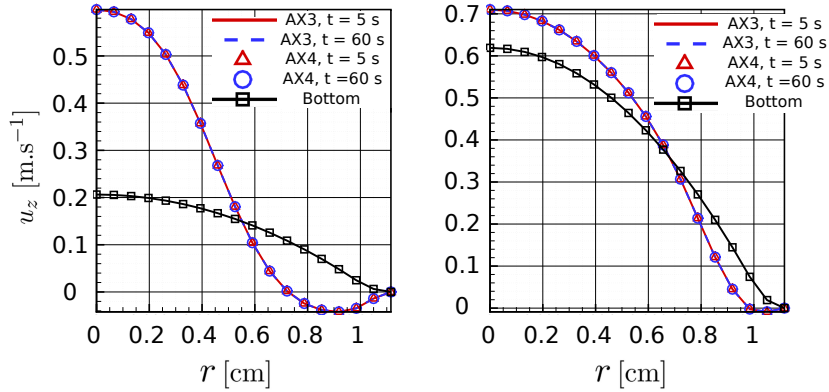 AX3, t = 5 s
AX3, t = 60 s
AX4, t = 5 s
AX4, t =60 s
Bottom
0.5
0.4
0.3
0.2
0.1
0
u_z [m.s⁻¹]
0 0.2 0.4 0.6 0.8 1
r [cm]
0.7
AX3, t = 5 s
AX3, t = 60 s
AX4, t = 5 s
AX4, t =60 s
Bottom
0.6
0.5
0.4
0.3
0.2
0.1
0
0 0.2 0.4 0.6 0.8 1
r [cm]